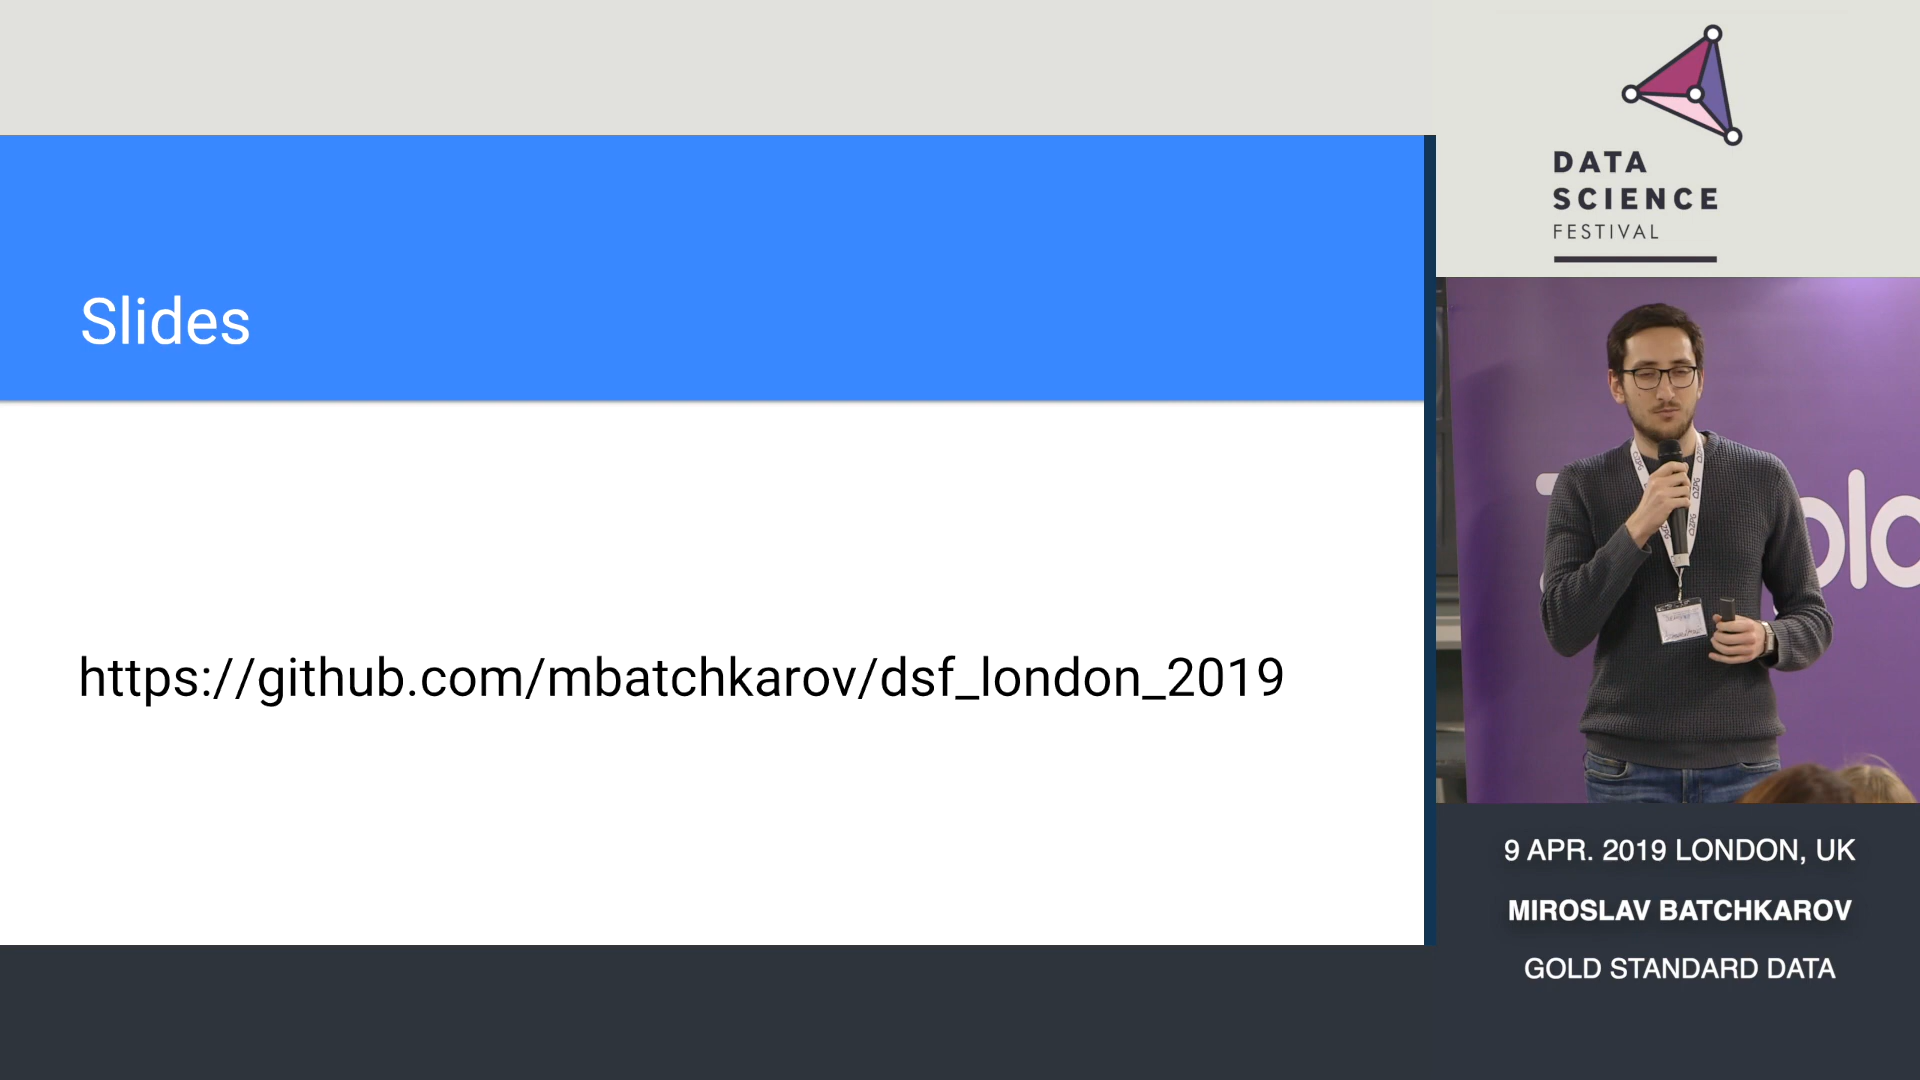 Slides
https://github.com/mbatchkarov/dsf_london_2019
DATA
SCIENCE
FESTIVAL
ZPG
9 APR. 2019 LONDON, UK
MIROSLAV BATCHKAROV
GOLD STANDARD DATA